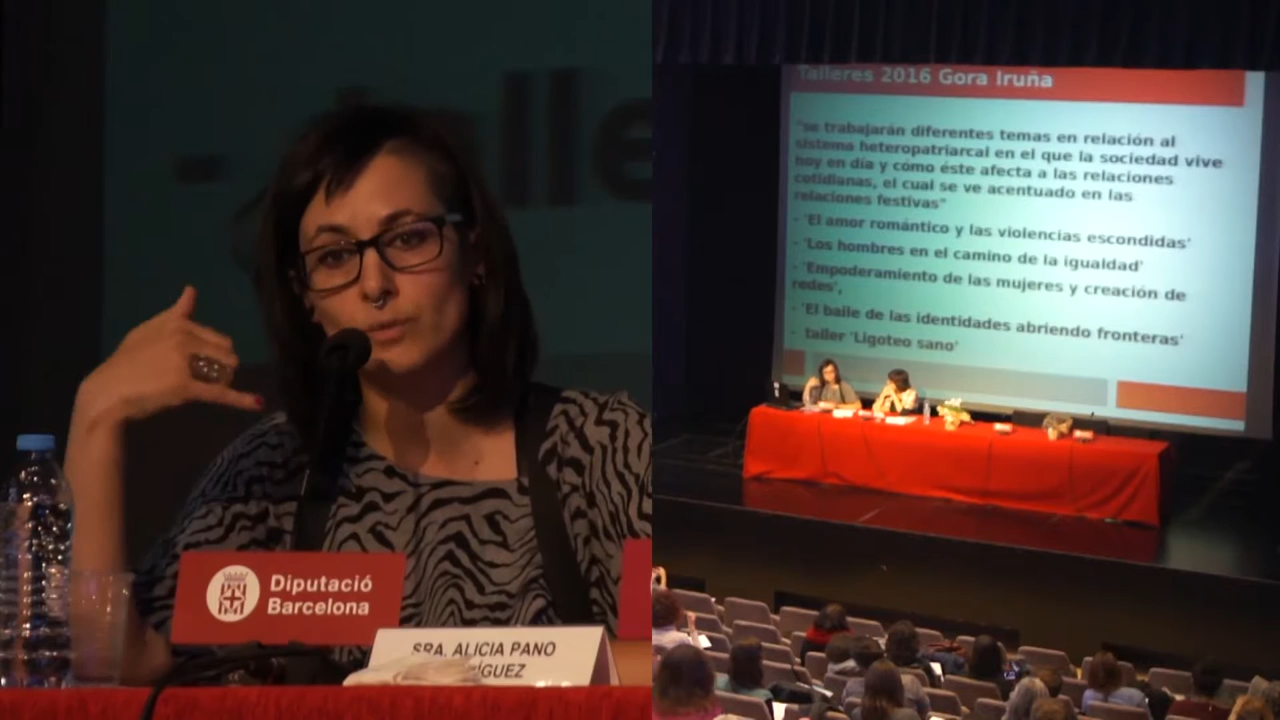 - talle
Diputació
Barcelona
SRA. ALICIA PANO
ÍGUEZ
Talleres 2016 Gora Iruña
"se trabajarán diferentes temas en relación al
sistema heteropatriarcal en el que la sociedad vive
hoy en día y cómo éste afecta a las relaciones
cotidianas, el cual se ve acentuado en las
relaciones festivas"
- 'El amor romántico y las violencias escondidas'
- 'Los hombres en el camino de la igualdad'
- 'Empoderamiento de las mujeres y creación de
redes',
- 'El baile de las identidades abriendo fronteras'
- taller 'Ligoteo sano'